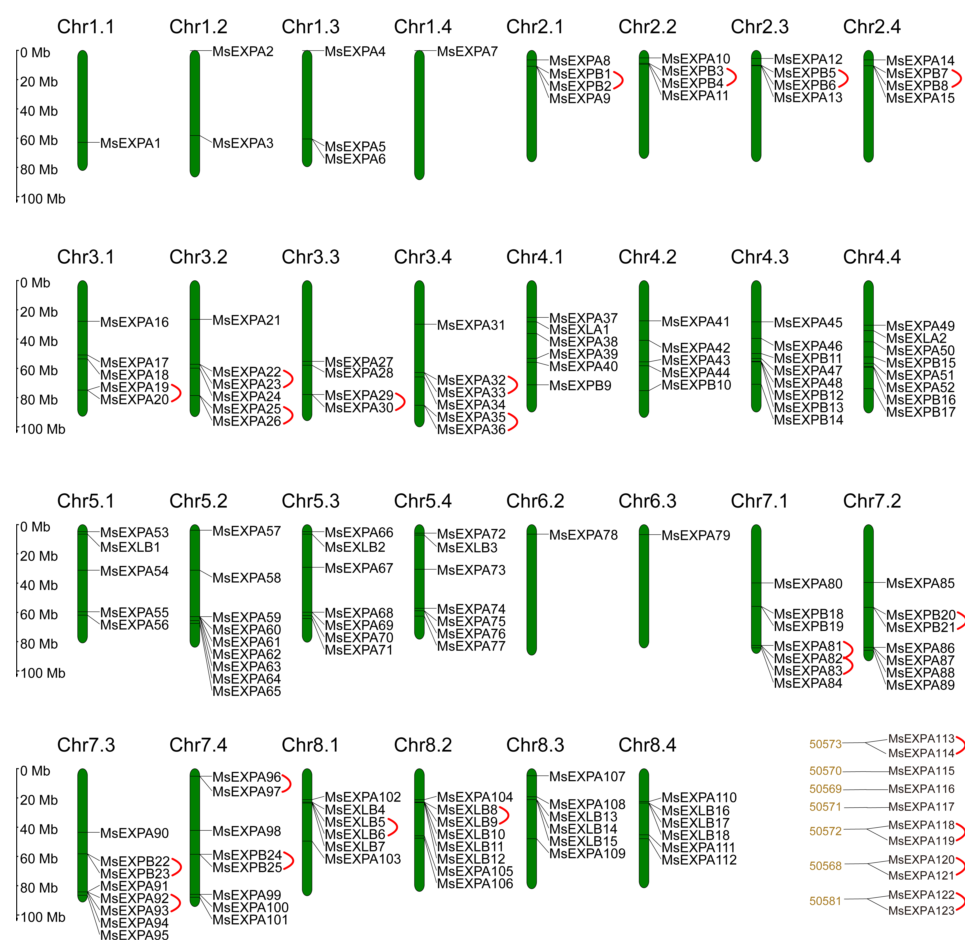 Chr1.1 Chr1.2 Chr1.3 Chr1.4 Chr2.1 Chr2.2 Chr2.3 Chr2.4
0 Mb
20 Mb
40 Mb
60 Mb
80 Mb
100 Mb
MsEXPA1
MsEXPA2
MsEXPA3
MsEXPA4
MsEXPA5
MsEXPA6
MsEXPA7
MsEXPA8
MsEXPB1
MsEXPB2
MsEXPA9
MsEXPA10
MsEXPB3
MsEXPB4
MsEXPA11
MsEXPA12
MsEXPB5
MsEXPB6
MsEXPA13
MsEXPA14
MsEXPB7
MsEXPB8
MsEXPA15
Chr3.1 Chr3.2 Chr3.3 Chr3.4 Chr4.1 Chr4.2 Chr4.3 Chr4.4
0 Mb
20 Mb
40 Mb
60 Mb
80 Mb
100 Mb
MsEXPA16
MsEXPA17
MsEXPA18
MsEXPA19
MsEXPA20
MsEXPA21
MsEXPA22
MsEXPA23
MsEXPA24
MsEXPA25
MsEXPA26
MsEXPA27
MsEXPA28
MsEXPA29
MsEXPA30
MsEXPA31
MsEXPA32
MsEXPA33
MsEXPA34
MsEXPA35
MsEXPA36
MsEXPA37
MsEXLA1
MsEXPA38
MsEXPA39
MsEXPA40
MsEXPB9
MsEXPA41
MsEXPA42
MsEXPA43
MsEXPA44
MsEXPB10
MsEXPA45
MsEXPA46
MsEXPB11
MsEXPA47
MsEXPA48
MsEXPB12
MsEXPB13
MsEXPB14
MsEXPA49
MsEXLA2
MsEXPA50
MsEXPB15
MsEXPA51
MsEXPA52
MsEXPB16
MsEXPB17
Chr5.1 Chr5.2 Chr5.3 Chr5.4 Chr6.2 Chr6.3 Chr7.1 Chr7.2
0 Mb
20 Mb
40 Mb
60 Mb
80 Mb
100 Mb
MsEXPA53
MsEXLB1
MsEXPA54
MsEXPA55
MsEXPA56
MsEXPA57
MsEXPA58
MsEXPA59
MsEXPA60
MsEXPA61
MsEXPA62
MsEXPA63
MsEXPA64
MsEXPA65
MsEXPA66
MsEXLB2
MsEXPA67
MsEXPA68
MsEXPA69
MsEXPA70
MsEXPA71
MsEXPA72
MsEXLB3
MsEXPA73
MsEXPA74
MsEXPA75
MsEXPA76
MsEXPA77
MsEXPA78
MsEXPA79
MsEXPA80
MsEXPB18
MsEXPB19
MsEXPA81
MsEXPA82
MsEXPA83
MsEXPA84
MsEXPA85
MsEXPB20
MsEXPB21
MsEXPA86
MsEXPA87
MsEXPA88
MsEXPA89
Chr7.3 Chr7.4 Chr8.1 Chr8.2 Chr8.3 Chr8.4
0 Mb
20 Mb
40 Mb
60 Mb
80 Mb
100 Mb
MsEXPA90
MsEXPB22
MsEXPB23
MsEXPA91
MsEXPA92
MsEXPA93
MsEXPA94
MsEXPA95
MsEXPA96
MsEXPA97
MsEXPA98
MsEXPB24
MsEXPB25
MsEXPA99
MsEXPA100
MsEXPA101
MsEXPA102
MsEXLB4
MsEXLB5
MsEXLB6
MsEXLB7
MsEXPA103
MsEXPA104
MsEXLB8
MsEXLB9
MsEXLB10
MsEXLB11
MsEXLB12
MsEXPA105
MsEXPA106
MsEXPA107
MsEXPA108
MsEXLB13
MsEXLB14
MsEXLB15
MsEXPA109
MsEXPA110
MsEXLB16
MsEXLB17
MsEXLB18
MsEXPA111
MsEXPA112
50573
MsEXPA113
MsEXPA114
50570 MsEXPA115
50569 MsEXPA116
50571 MsEXPA117
50572
MsEXPA118
MsEXPA119
50568
MsEXPA120
MsEXPA121
50581
MsEXPA122
MsEXPA123